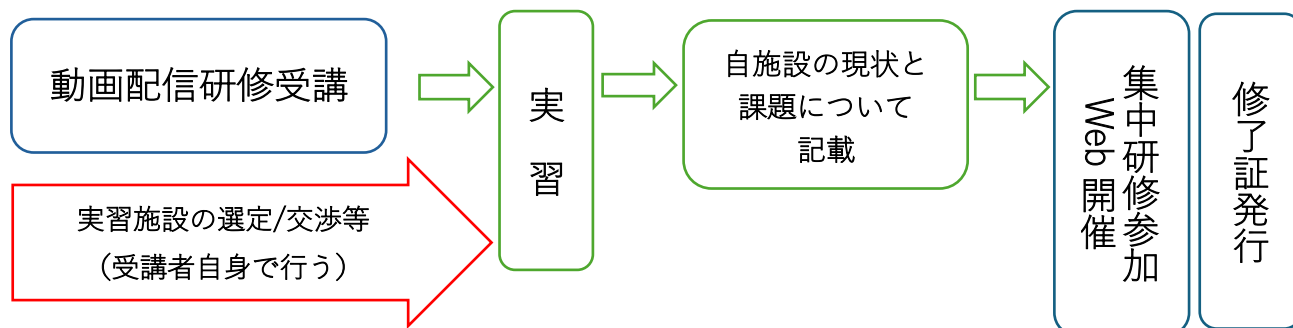 動画配信研修受講
実習施設の選定/交渉等
（受講者自身で行う）
実習
自施設の現状と
課題について
記載
集中研修参加
Web 開催
修了証発行